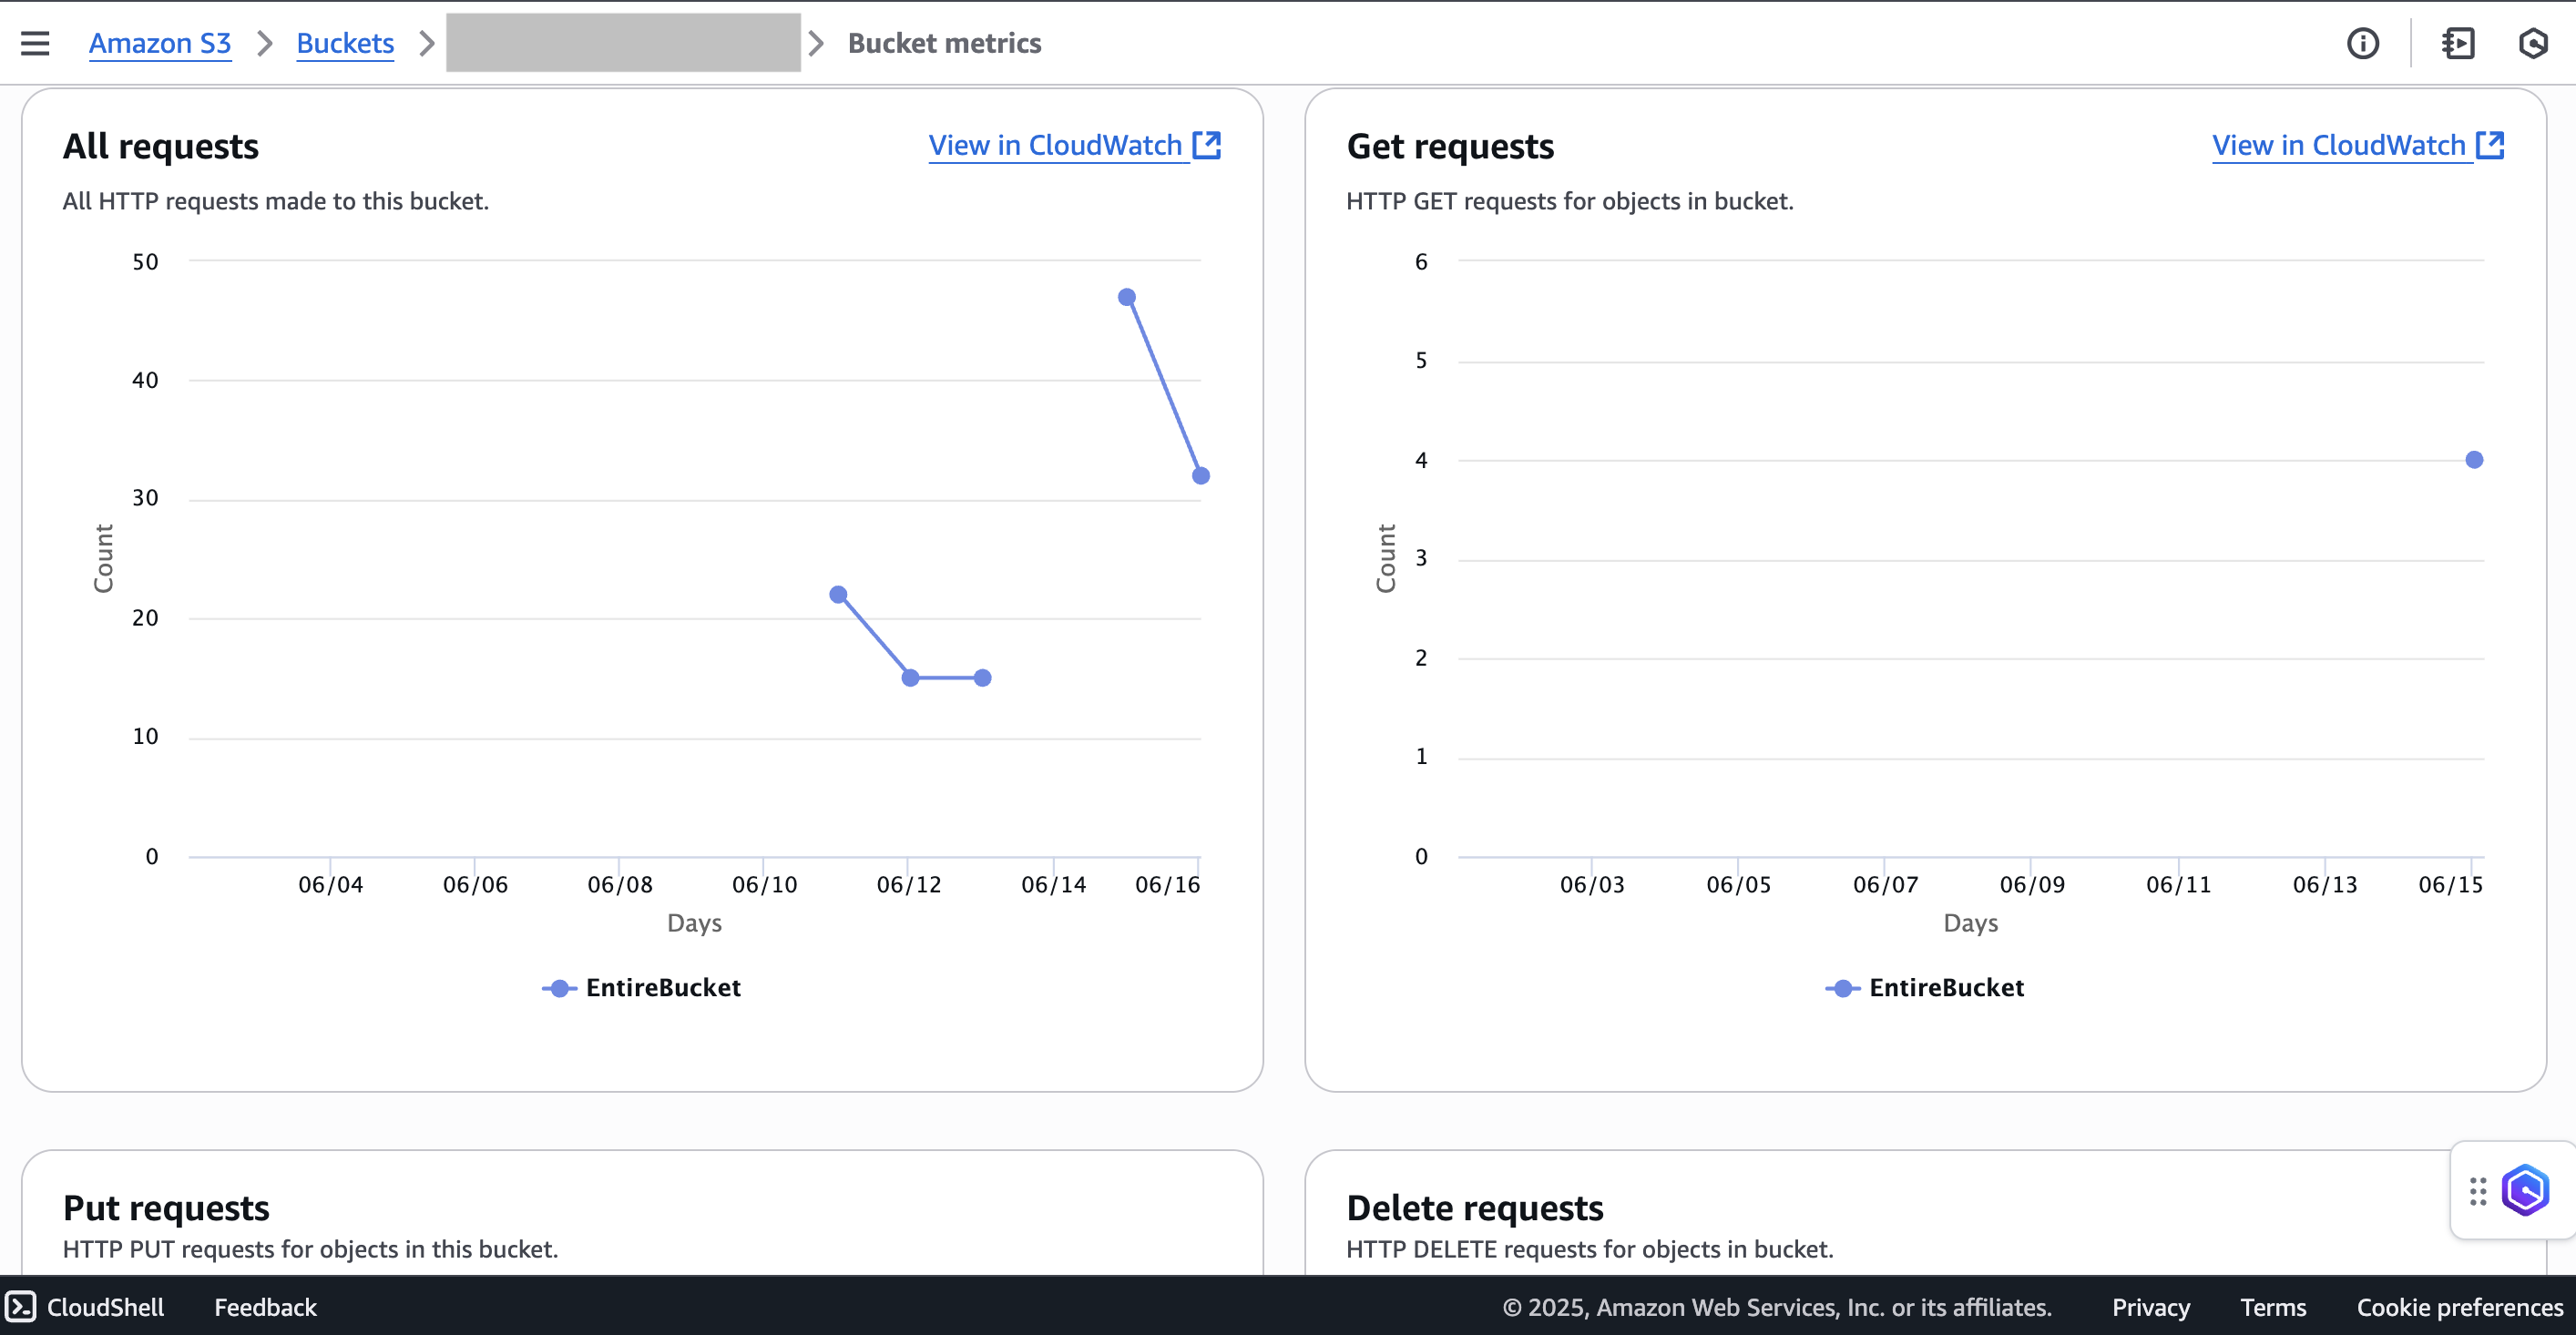 Amazon S3 > Buckets > Bucket metrics
All requests
View in CloudWatch
All HTTP requests made to this bucket.
50
40
30
20
10
0
Count
06/04 06/06 06/08 06/10 06/12 06/14 06/16
Days
EntireBucket
Get requests
View in CloudWatch
HTTP GET requests for objects in bucket.
6
5
4
3
2
1
0
Count
06/03 06/05 06/07 06/09 06/11 06/13 06/15
Days
EntireBucket
Put requests
HTTP PUT requests for objects in this bucket.
Delete requests
HTTP DELETE requests for objects in bucket.
CloudShell Feedback © 2025, Amazon Web Services, Inc. or its affiliates. Privacy Terms Cookie preferences